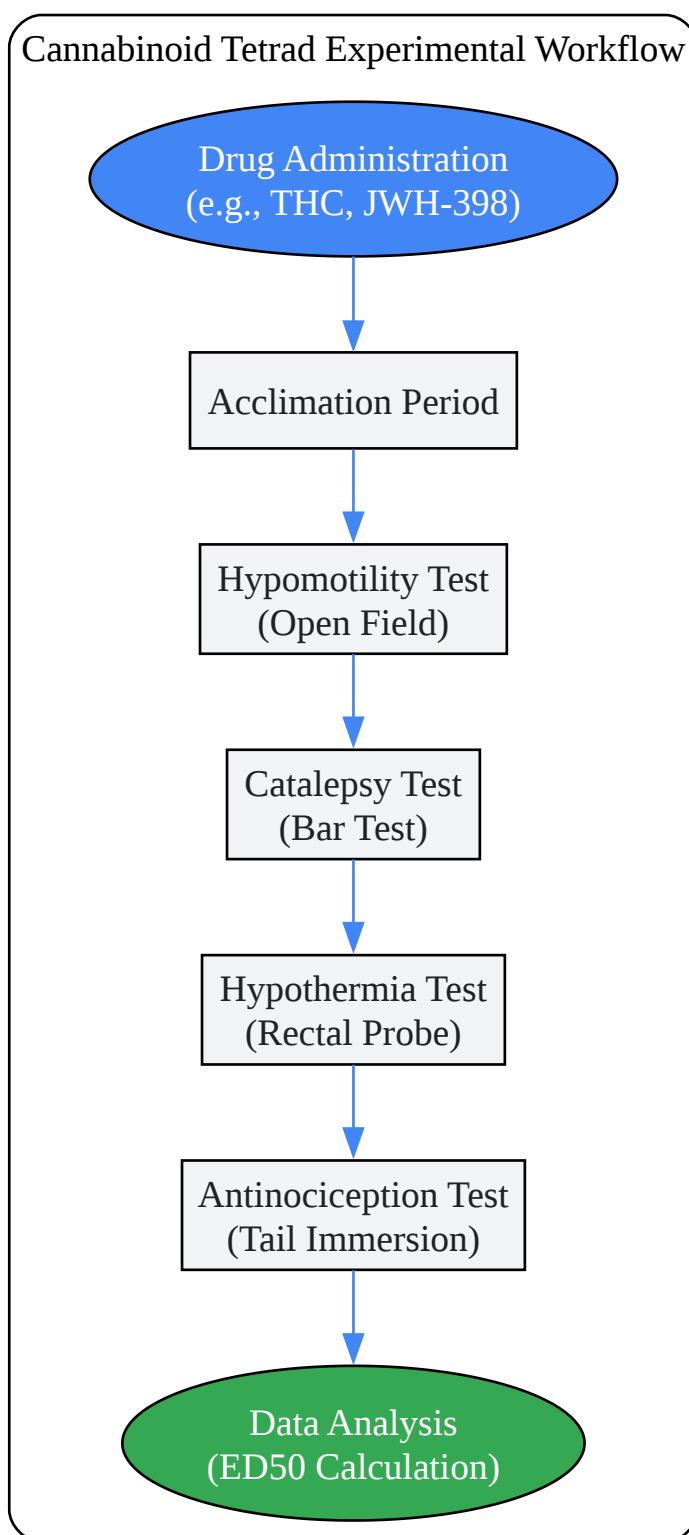 Cannabinoid Tetrad Experimental Workflow
Drug Administration
(e.g., THC, JWH-398)
Acclimation Period
Hypomotility Test
(Open Field)
Catalepsy Test
(Bar Test)
Hypothermia Test
(Rectal Probe)
Antinociception Test
(Tail Immersion)
Data Analysis
(ED50 Calculation)